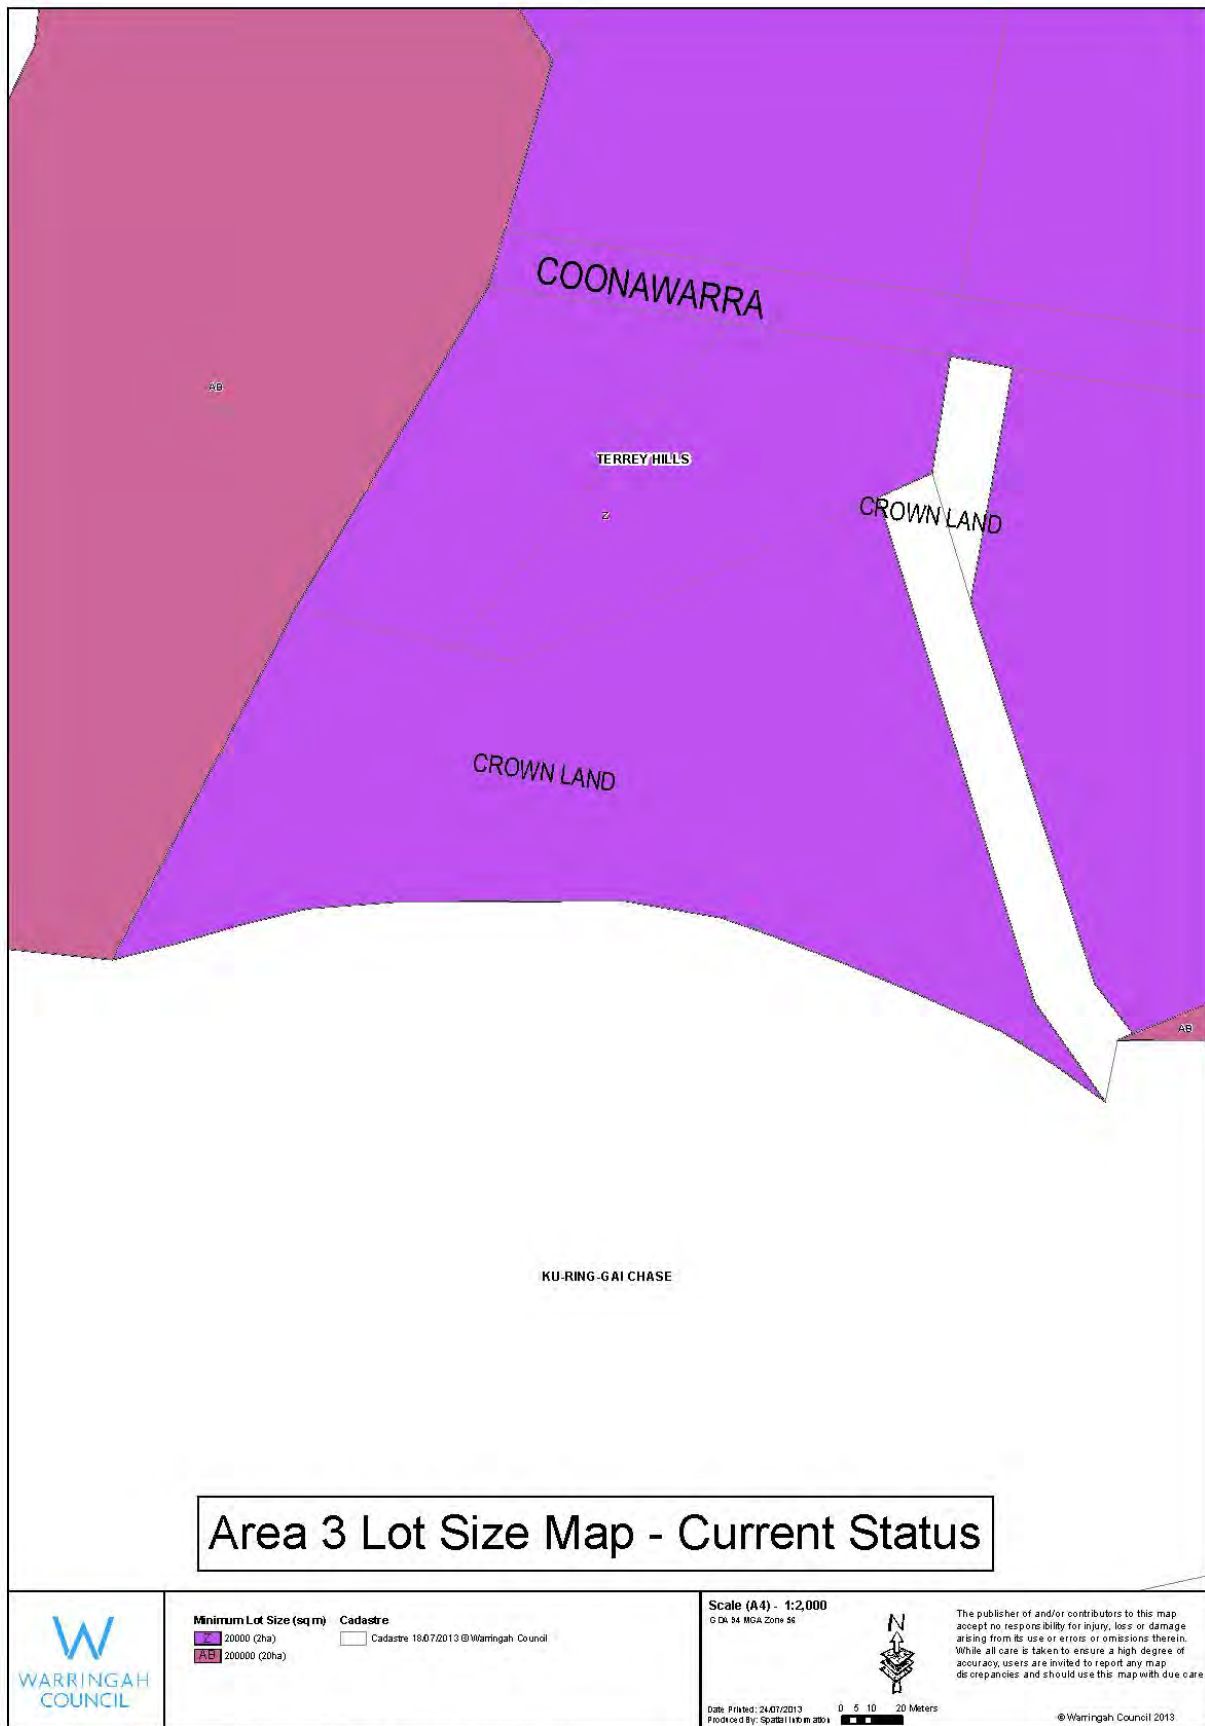 COONAWARRA
AB
TERREY HILLS
Z
CROWN LAND
CROWN LAND
AB
KU-RING-GAI CHASE
Area 3 Lot Size Map - Current Status
WARRINGAH
COUNCIL
Minimum Lot Size (sq m)
Z 20000 (2ha)
AB 200000 (20ha)
Cadastre
Cadastre 18/07/2013 © Warringah Council
Scale (A4) - 1:2,000
GDA 94 MGA Zone 56
N
Date Printed: 24/07/2013
Produced By: Spatial Information
0 5 10 20 Meters
The publisher of and/or contributors to this map
accept no responsibility for injury, loss or damage
arising from its use or errors or omissions therein.
While all care is taken to ensure a high degree of
accuracy, users are invited to report any map
discrepancies and should use this map with due care
© Warringah Council 2013